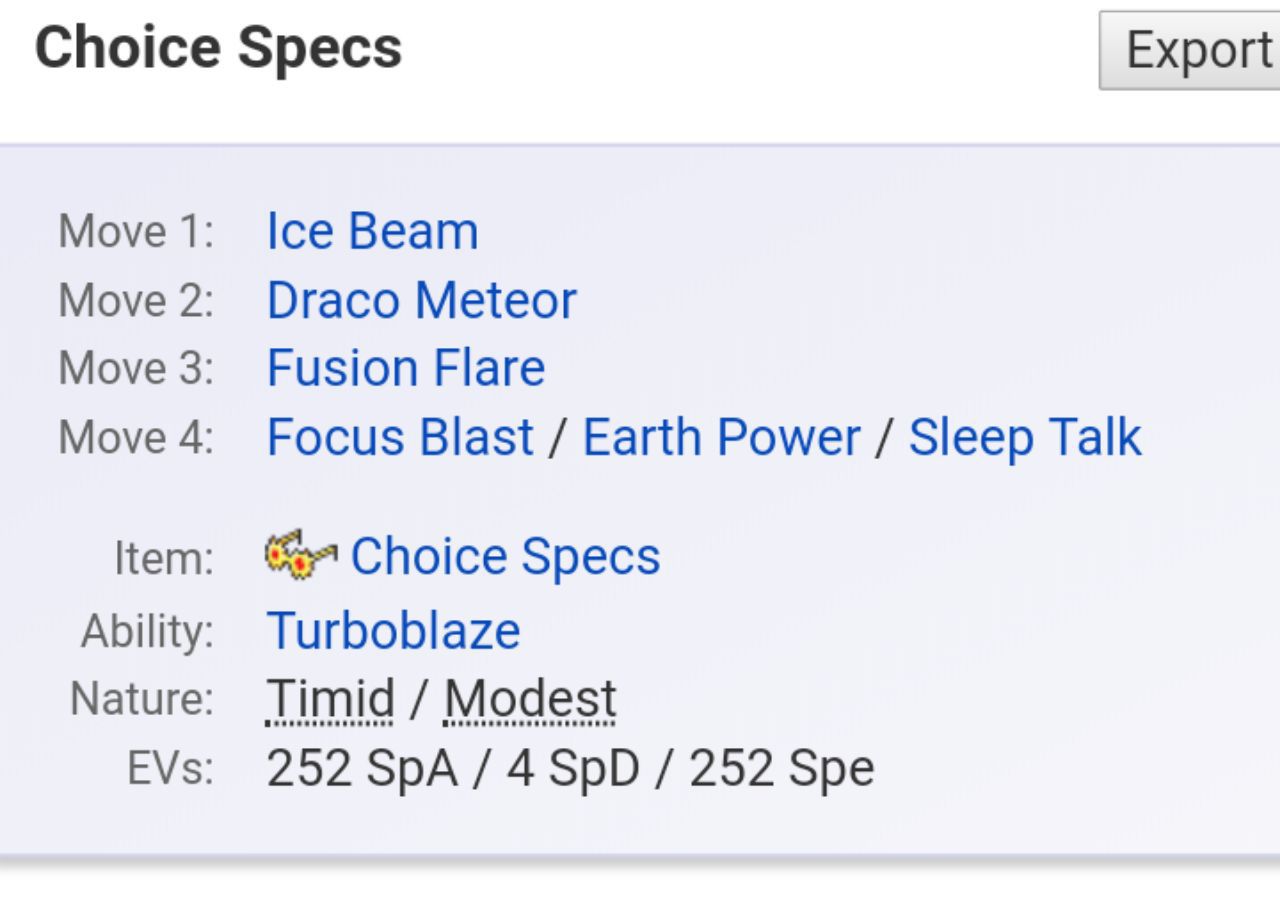 Choice Specs
Export
Move 1: Ice Beam
Move 2: Draco Meteor
Move 3: Fusion Flare
Move 4: Focus Blast / Earth Power / Sleep Talk
Item: Choice Specs
Ability: Turboblaze
Nature: Timid / Modest
EVs: 252 SpA / 4 SpD / 252 Spe